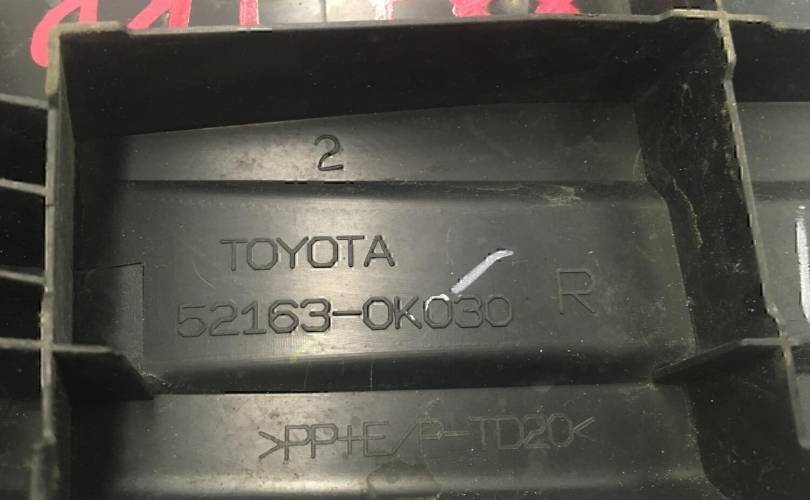 2
TOYOTA
52163-0K030 R
>PP+E/P-TD20<